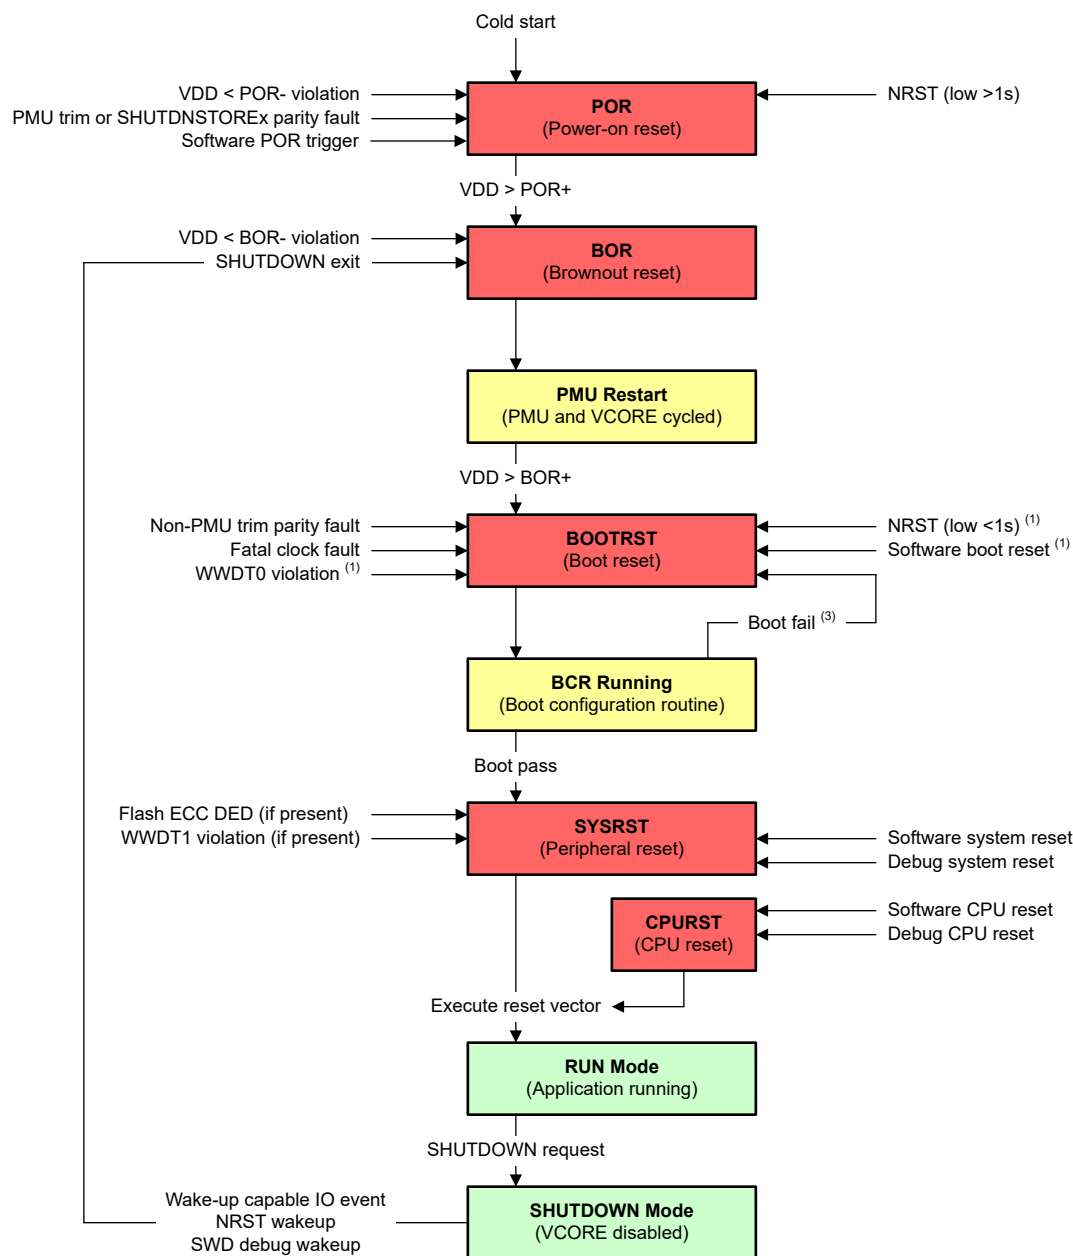 Cold start
VDD < POR- violation
PMU trim or SHUTDNSTOREx parity fault
Software POR trigger
POR
(Power-on reset)
NRST (low >1s)
VDD > POR+
VDD < BOR- violation
SHUTDOWN exit
BOR
(Brownout reset)
PMU Restart
(PMU and VCORE cycled)
VDD > BOR+
Non-PMU trim parity fault
Fatal clock fault
WWDT0 violation (1)
BOOTRST
(Boot reset)
NRST (low <1s) (1)
Software boot reset (1)
Boot fail (3)
BCR Running
(Boot configuration routine)
Boot pass
Flash ECC DED (if present)
WWDT1 violation (if present)
SYSRST
(Peripheral reset)
Software system reset
Debug system reset
CPURST
(CPU reset)
Software CPU reset
Debug CPU reset
Execute reset vector
RUN Mode
(Application running)
SHUTDOWN request
Wake-up capable IO event
NRST wakeup
SWD debug wakeup
SHUTDOWN Mode
(VCORE disabled)